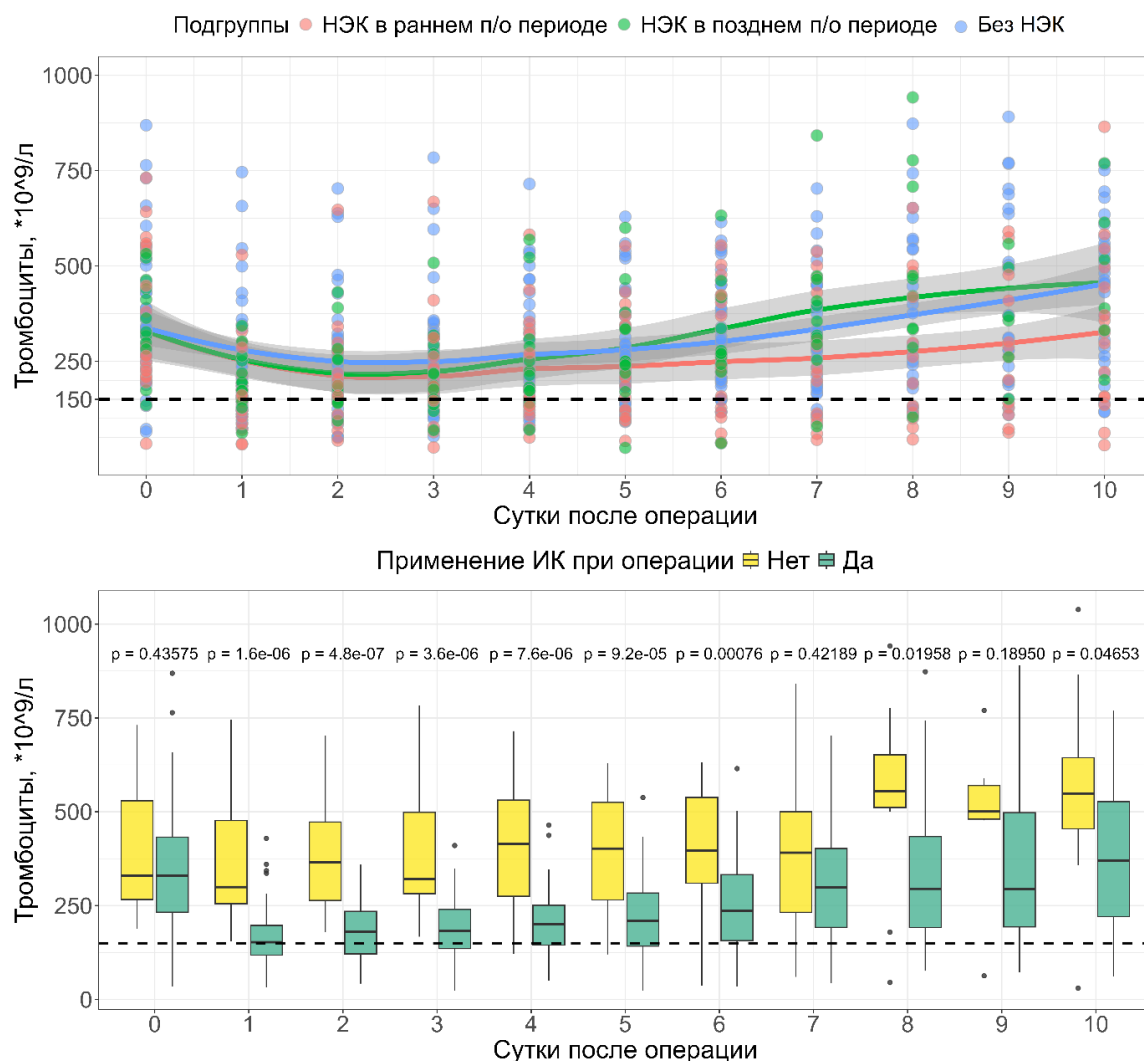 Подгруппы НЭК в раннем п/о периоде НЭК в позднем п/о периоде Без НЭК
Тромбоциты, *10^9/л
1000
750
500
250
150
0 1 2 3 4 5 6 7 8 9 10
Сутки после операции
Применение ИК при операции Нет Да
Тромбоциты, *10^9/л
1000
p = 0.43575 p = 1.6e-06 p = 4.8e-07 p = 3.6e-06 p = 7.6e-06 p = 9.2e-05 p = 0.00076 p = 0.42189 p = 0.01958 p = 0.18950 p = 0.04653
750
500
250
0
0 1 2 3 4 5 6 7 8 9 10
Сутки после операции